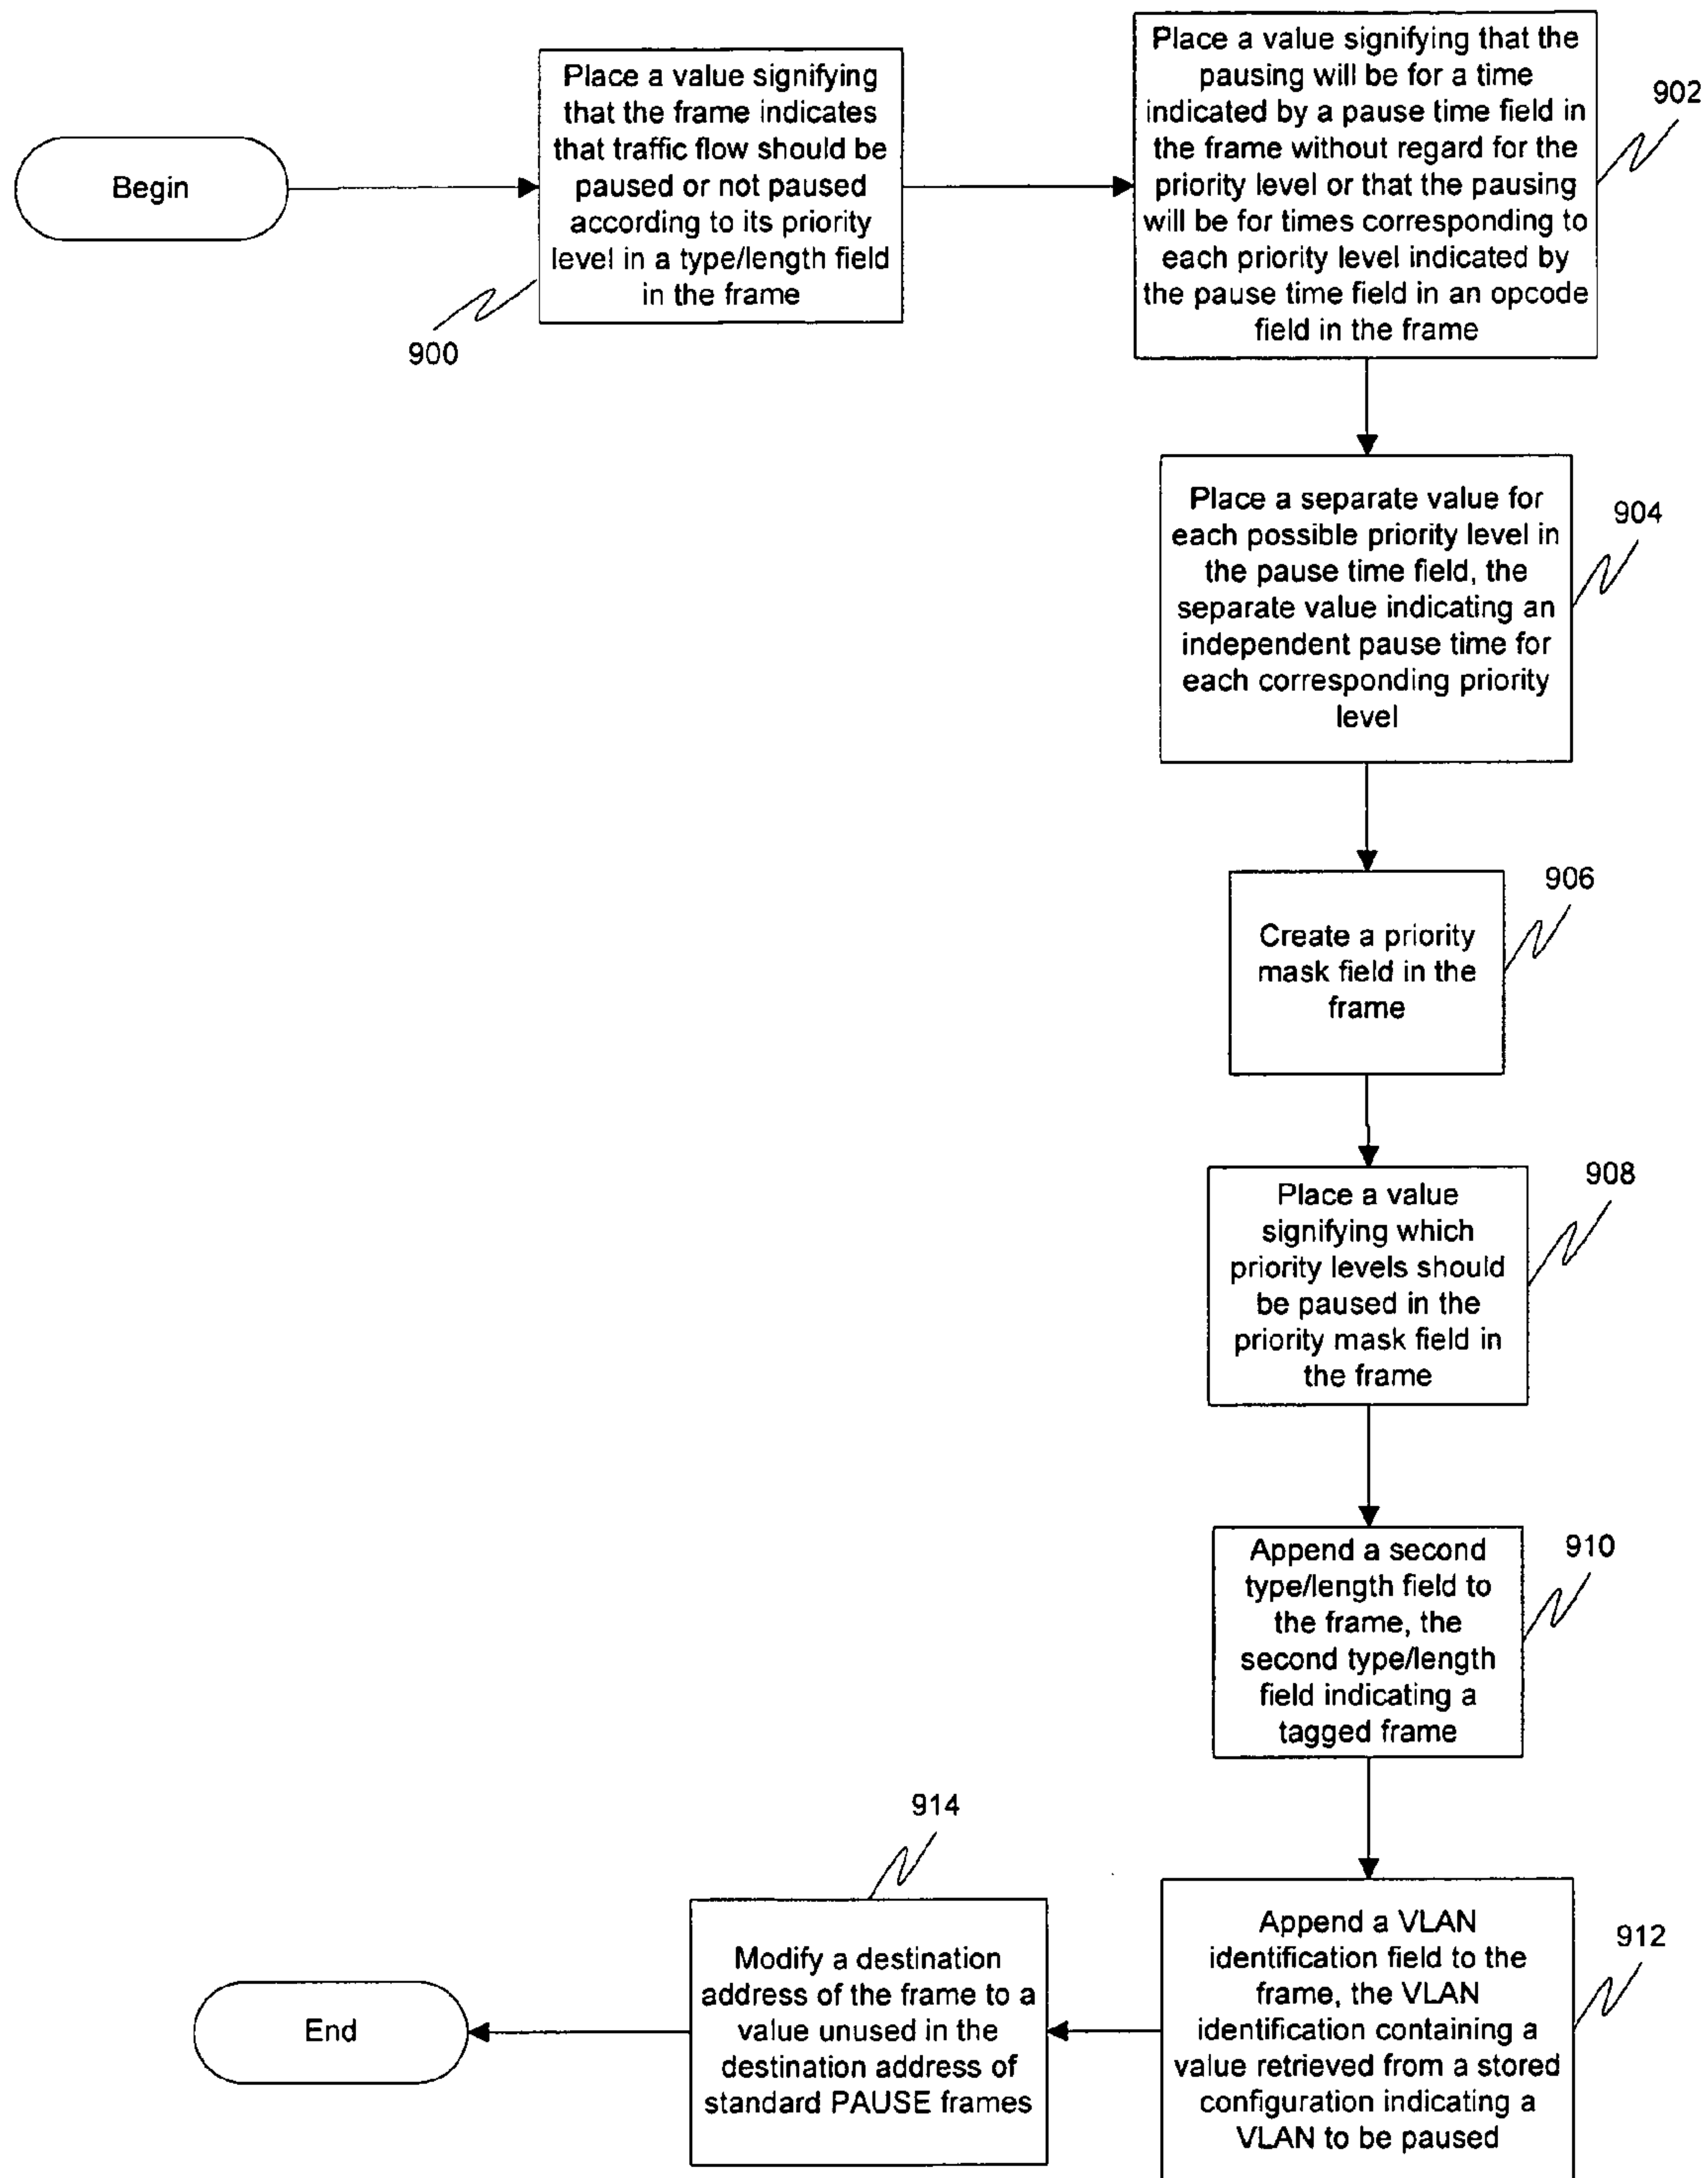 Begin
Place a value signifying
that the frame indicates
that traffic flow should be
paused or not paused
according to its priority
level in a type/length field
in the frame
900
Place a value signifying that the
pausing will be for a time
indicated by a pause time field in
the frame without regard for the
priority level or that the pausing
will be for times corresponding to
each priority level indicated by
the pause time field in an opcode
field in the frame
902
Place a separate value for
each possible priority level in
the pause time field, the
separate value indicating an
independent pause time for
each corresponding priority
level
904
Create a priority
mask field in the
frame
906
Place a value
signifying which
priority levels should
be paused in the
priority mask field in
the frame
908
Append a second
type/length field to
the frame, the
second type/length
field indicating a
tagged frame
910
Append a VLAN
identification field to the
frame, the VLAN
identification containing a
value retrieved from a stored
configuration indicating a
VLAN to be paused
912
914
Modify a destination
address of the frame to a
value unused in the
destination address of
standard PAUSE frames
End